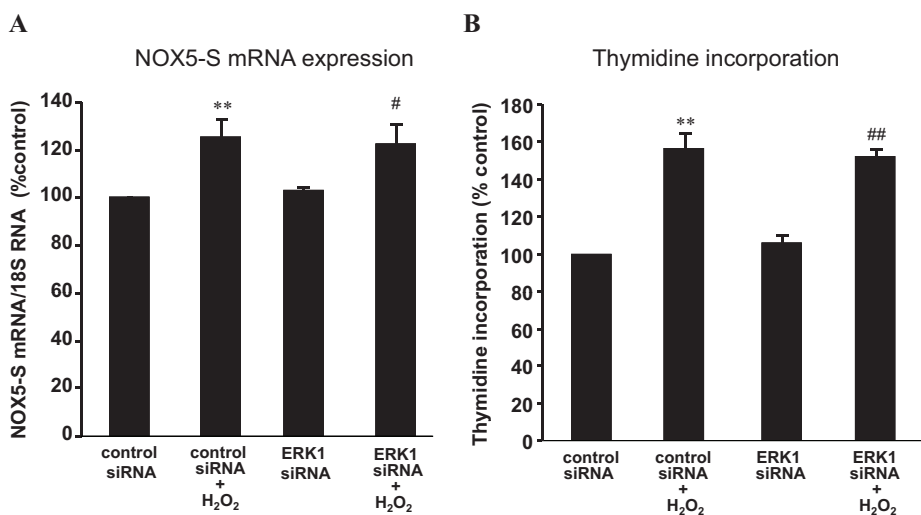 A
NOX5-S mRNA expression
NOX5-S mRNA/18S RNA (%control)
140
120
100
80
60
40
20
0
**
#
control
siRNA
control
siRNA
+
H₂O₂
ERK1
siRNA
ERK1
siRNA
+
H₂O₂
B
Thymidine incorporation
Thymidine incorporation (% control)
180
160
140
120
100
80
60
40
20
0
**
##
control
siRNA
control
siRNA
+
H₂O₂
ERK1
siRNA
ERK1
siRNA
+
H₂O₂